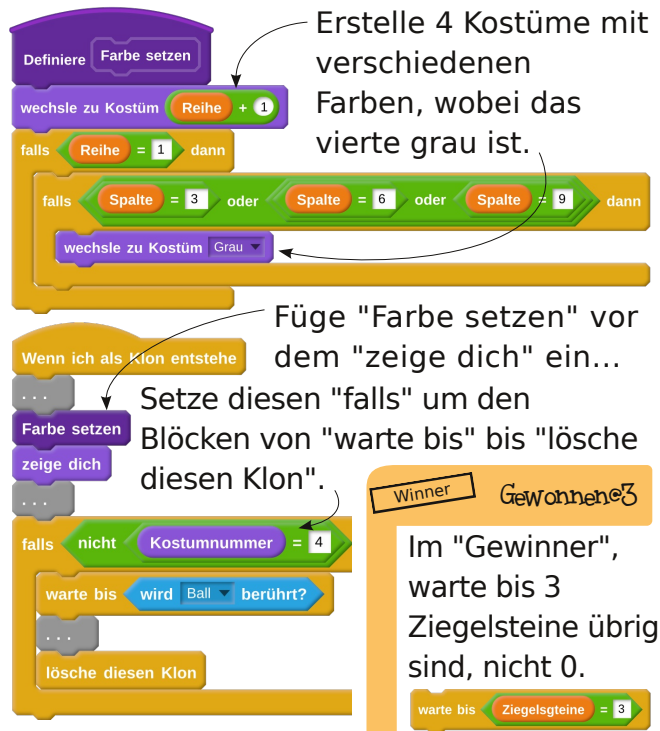 Definiere Farbe setzen
Erstelle 4 Kostüme mit
verschiedenen
Farben, wobei das
vierte grau ist.
wechsle zu Kostüm Reihe + 1
falls Reihe = 1 dann
falls Spalte = 3 oder Spalte = 6 oder Spalte = 9 dann
wechsle zu Kostüm Grau
Füge "Farbe setzen" vor
dem "zeige dich" ein...
Wenn ich als Klon entstehe
. . .
Farbe setzen
zeige dich
. . .
Setze diesen "falls" um den
Blöcken von "warte bis" bis "lösche
diesen Klon".
falls nicht Kostumnummer = 4
warte bis wird Ball berührt?
. . .
lösche diesen Klon
Winner Gewonnen@3
Im "Gewinner",
warte bis 3
Ziegelsteine übrig
sind, nicht 0.
warte bis Ziegelsgteine = 3